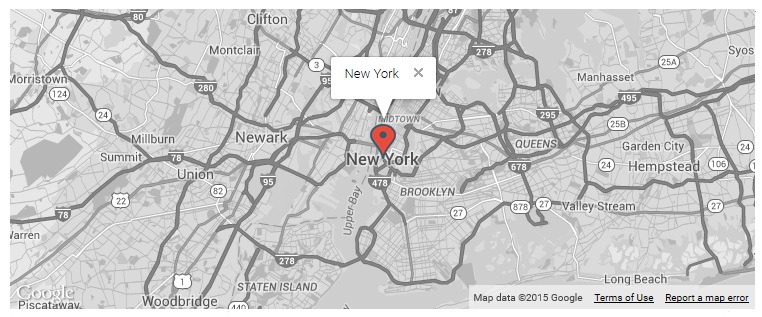 80
Clifton
Montclair
278
3
25A
Syos
Morristown
280
New York ×
Manhasset
124
495
24
MIDTOWN
295
25B
Millburn
Newark
QUEENS
Garden City
24
Summit
78
New York
678
24
Hempstead
106
Union
95
478
82
BROOKLYN
22
27
878
Valley Stream
27
78
Upper Bay
Warren
278
1
STATEN ISLAND
Long Beach
Google
Piscataway
Woodbridge
440
Map data ©2015 Google
Terms of Use
Report a map error